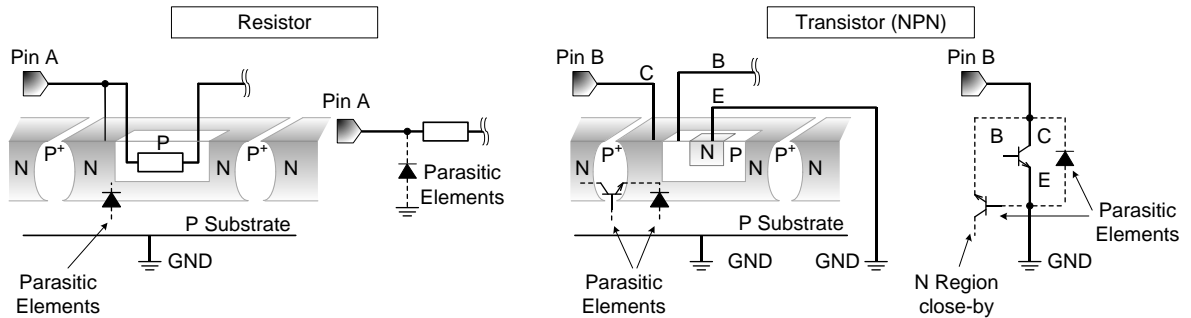 Resistor
Transistor (NPN)
Pin A
Pin A
N
P+
N
P
P+
N
N
Parasitic
Elements
P Substrate
GND
Parasitic
Elements
Pin B
C
B
E
N
P+
N
N
P
P+
N
N
P Substrate
GND
GND
Parasitic
Elements
Pin B
B
C
E
Parasitic
Elements
GND
N Region
close-by